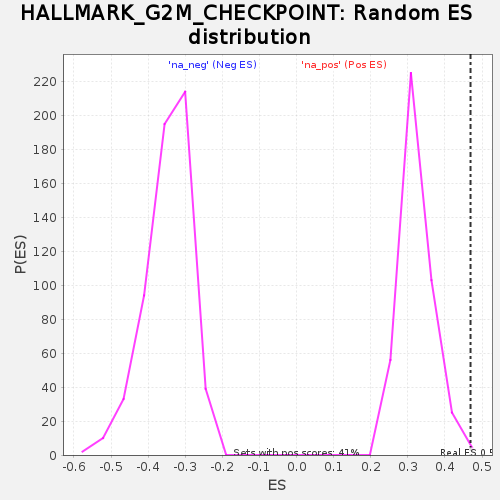 HALLMARK_G2M_CHECKPOINT: Random ES
distribution
'na_neg' (Neg ES)
'na_pos' (Pos ES)
220
200
180
160
140
120
100
80
60
40
20
0
P(ES)
Sets with pos scores: 41%
Real ES 0.5
-0.6 -0.5 -0.4 -0.3 -0.2 -0.1 0.0 0.1 0.2 0.3 0.4 0.5
ES